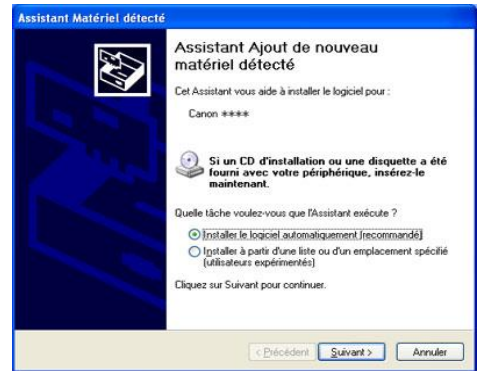 Assistant Matériel détecté
Assistant Ajout de nouveau
matériel détecté
Cet Assistant vous aide à installer le logiciel pour :
Canon ****
Si un CD d'installation ou une disquette a été
fourni avec votre périphérique, insérez-le
maintenant.
Quelle tâche voulez-vous que l'Assistant exécute ?
Installer le logiciel automatiquement (recommandé)
Installer à partir d'une liste ou d'un emplacement spécifié
(utilisateurs expérimentés)
Cliquez sur Suivant pour continuer.
< Précédent Suivant > Annuler